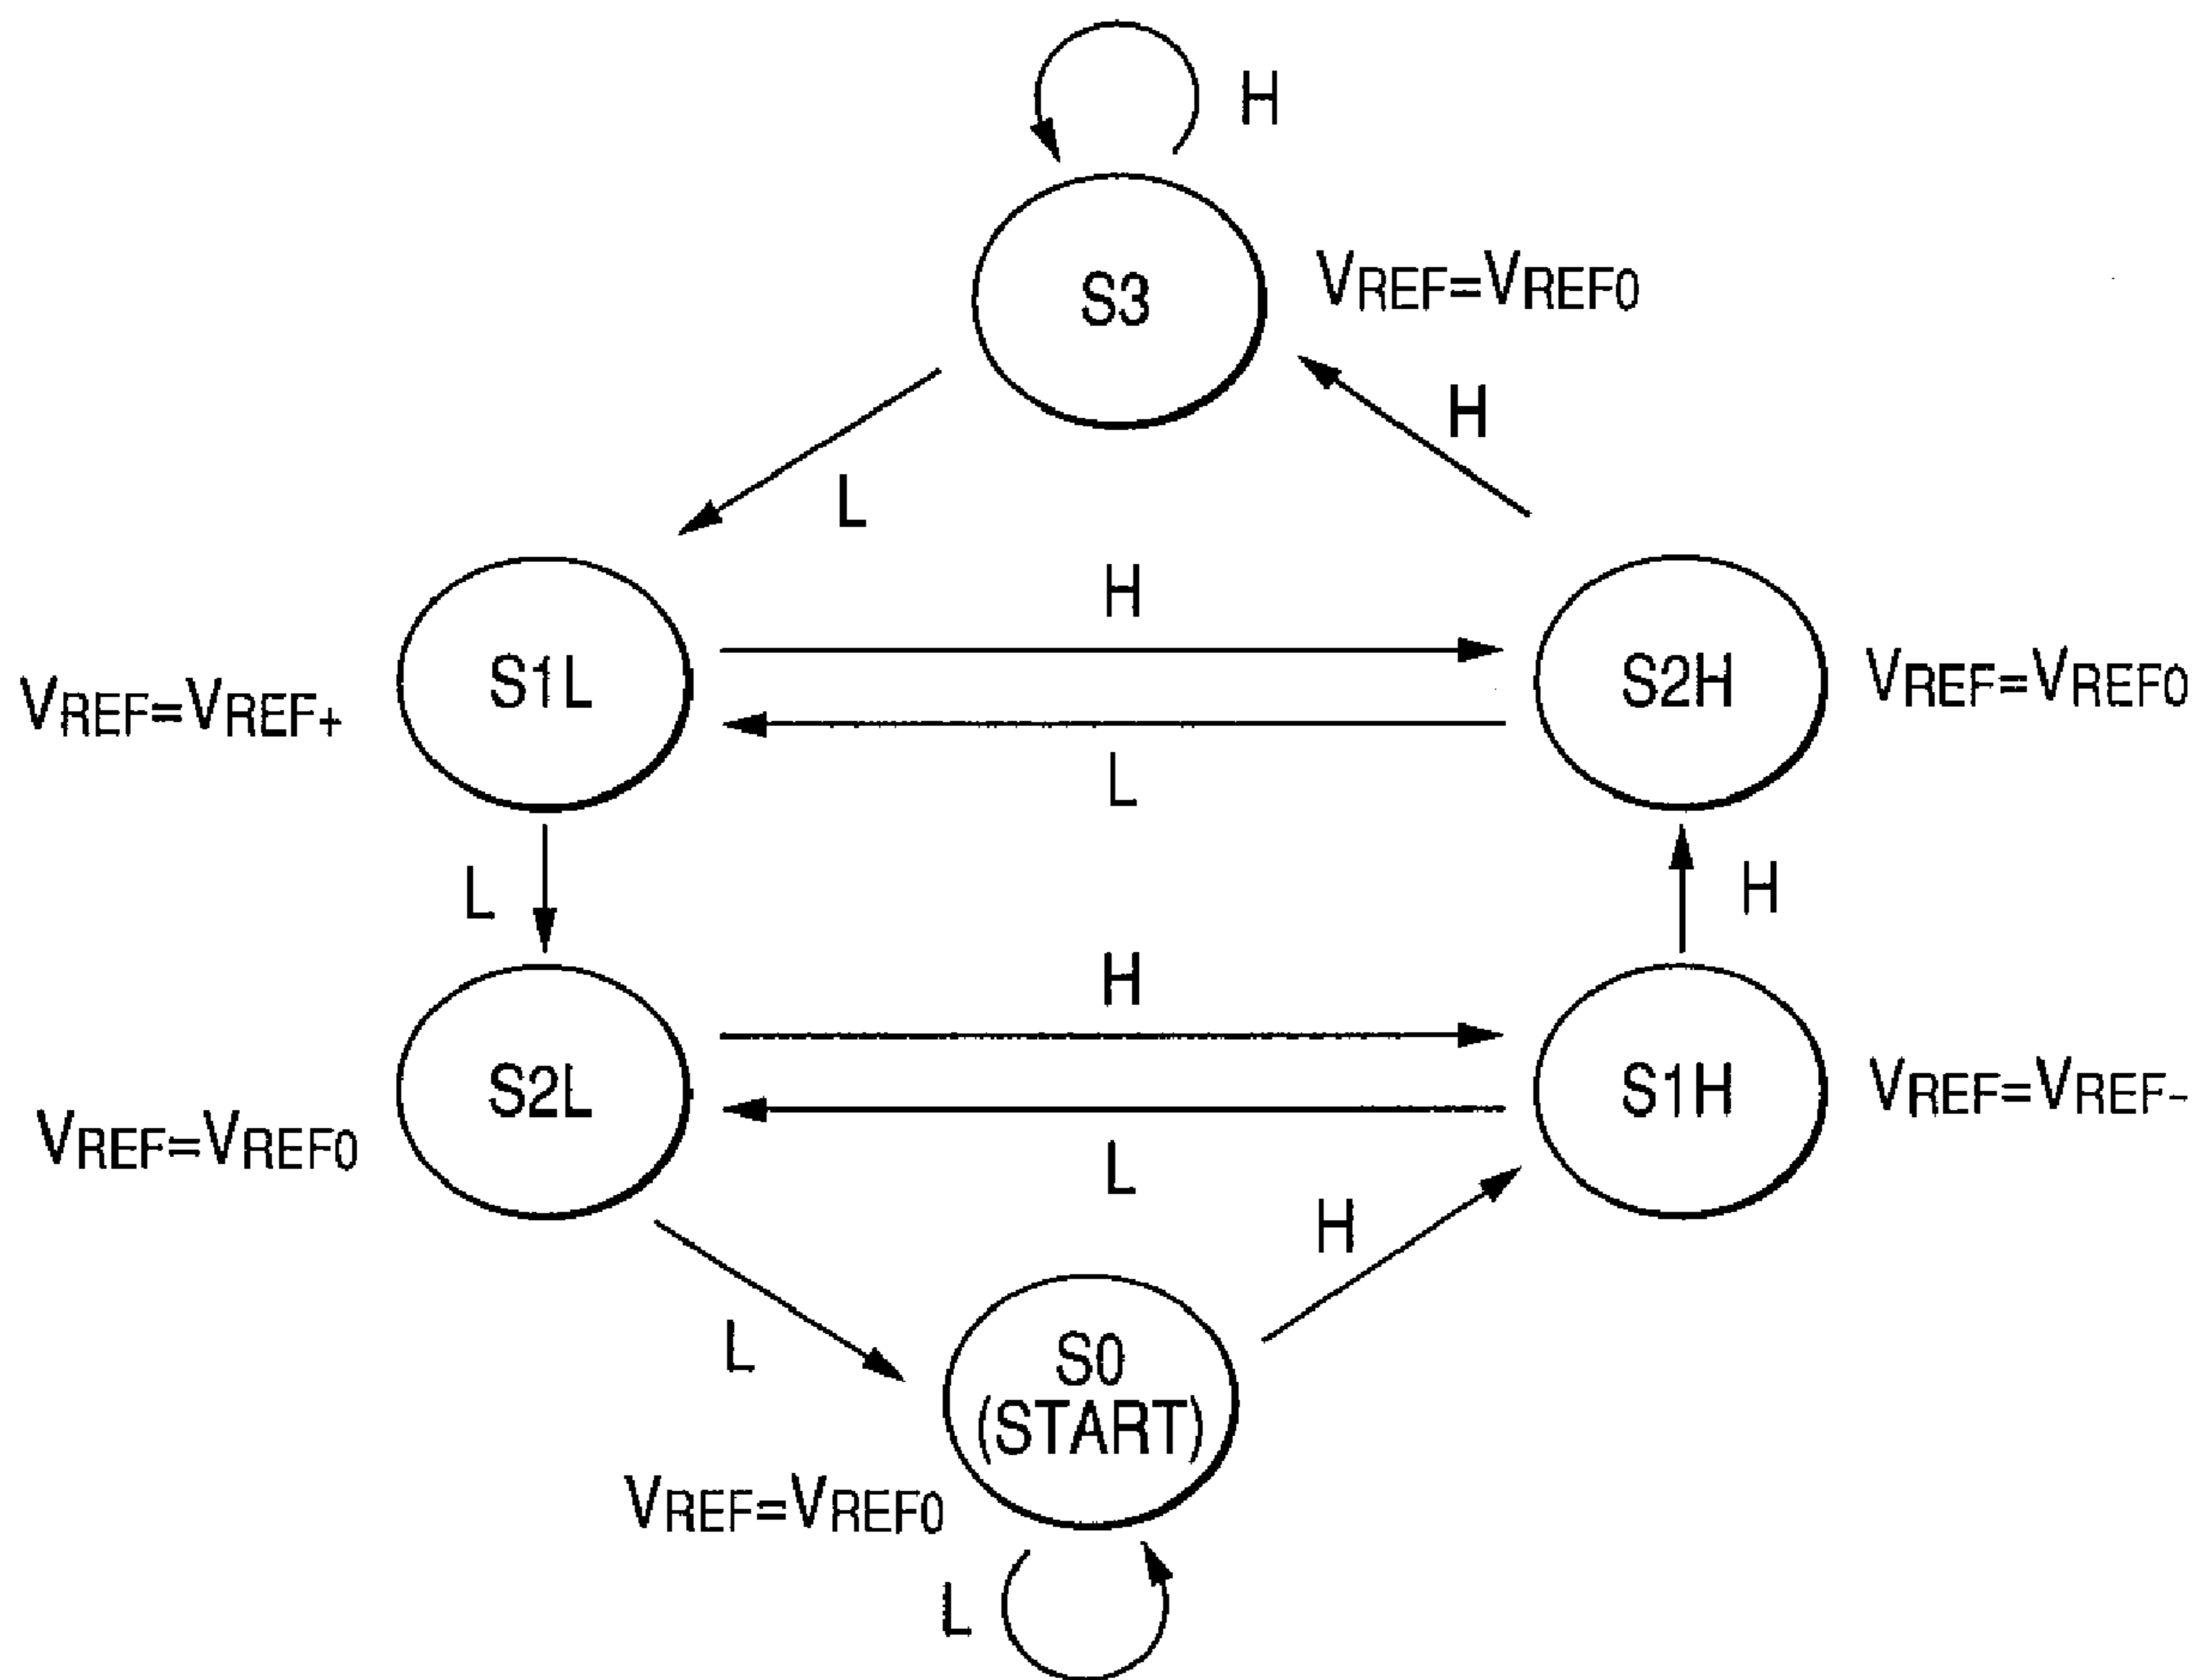 H
S3
VREF=VREF0
H
L
H
S1L
S2H
VREF=VREF+
VREF=VREF0
L
L
H
H
S2L
S1H
VREF=VREF0
VREF=VREF-
L
H
L
S0
(START)
VREF=VREF0
L